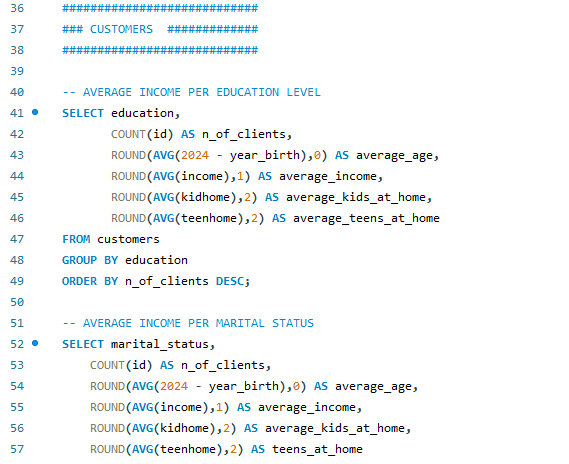 36 ############################
37 ### CUSTOMERS  #############
38 ############################
39
40 -- AVERAGE INCOME PER EDUCATION LEVEL
41 SELECT education,
42        COUNT(id) AS n_of_clients,
43        ROUND(AVG(2024 - year_birth),0) AS average_age,
44        ROUND(AVG(income),1) AS average_income,
45        ROUND(AVG(kidhome),2) AS average_kids_at_home,
46        ROUND(AVG(teenhome),2) AS average_teens_at_home
47 FROM customers
48 GROUP BY education
49 ORDER BY n_of_clients DESC;
50
51 -- AVERAGE INCOME PER MARITAL STATUS
52 SELECT marital_status,
53     COUNT(id) AS n_of_clients,
54     ROUND(AVG(2024 - year_birth),0) AS average_age,
55     ROUND(AVG(income),1) AS average_income,
56     ROUND(AVG(kidhome),2) AS average_kids_at_home,
57     ROUND(AVG(teenhome),2) AS teens_at_home